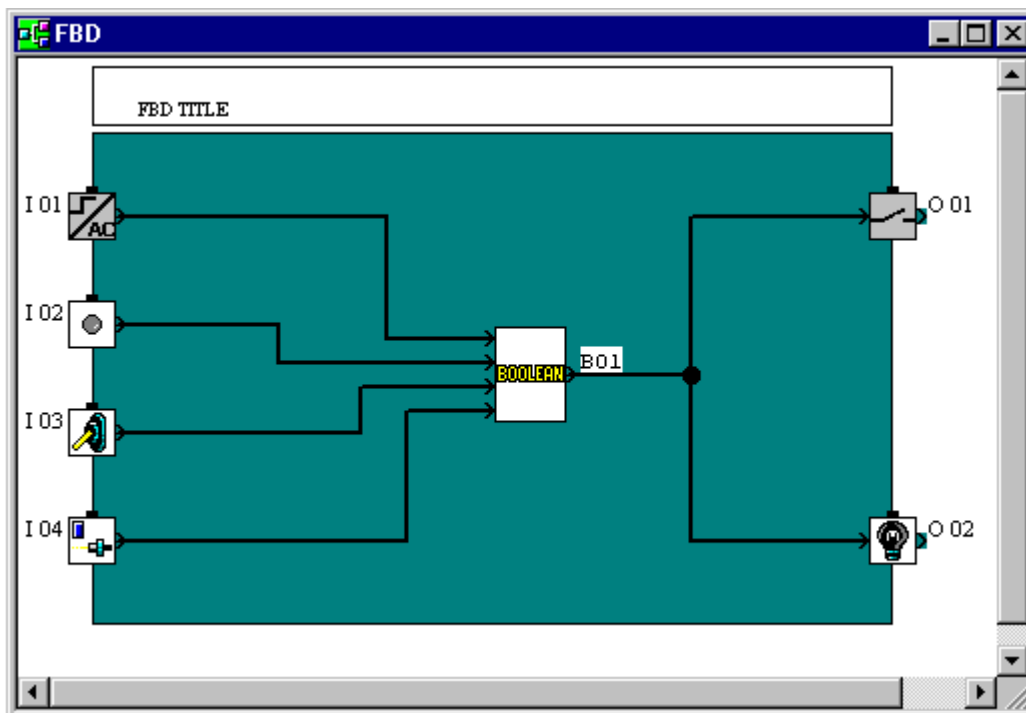 FBD
FBD TITLE
I 01
AC
O 01
I 02
B01
BOOLEAN
I 03
I 04
O 02